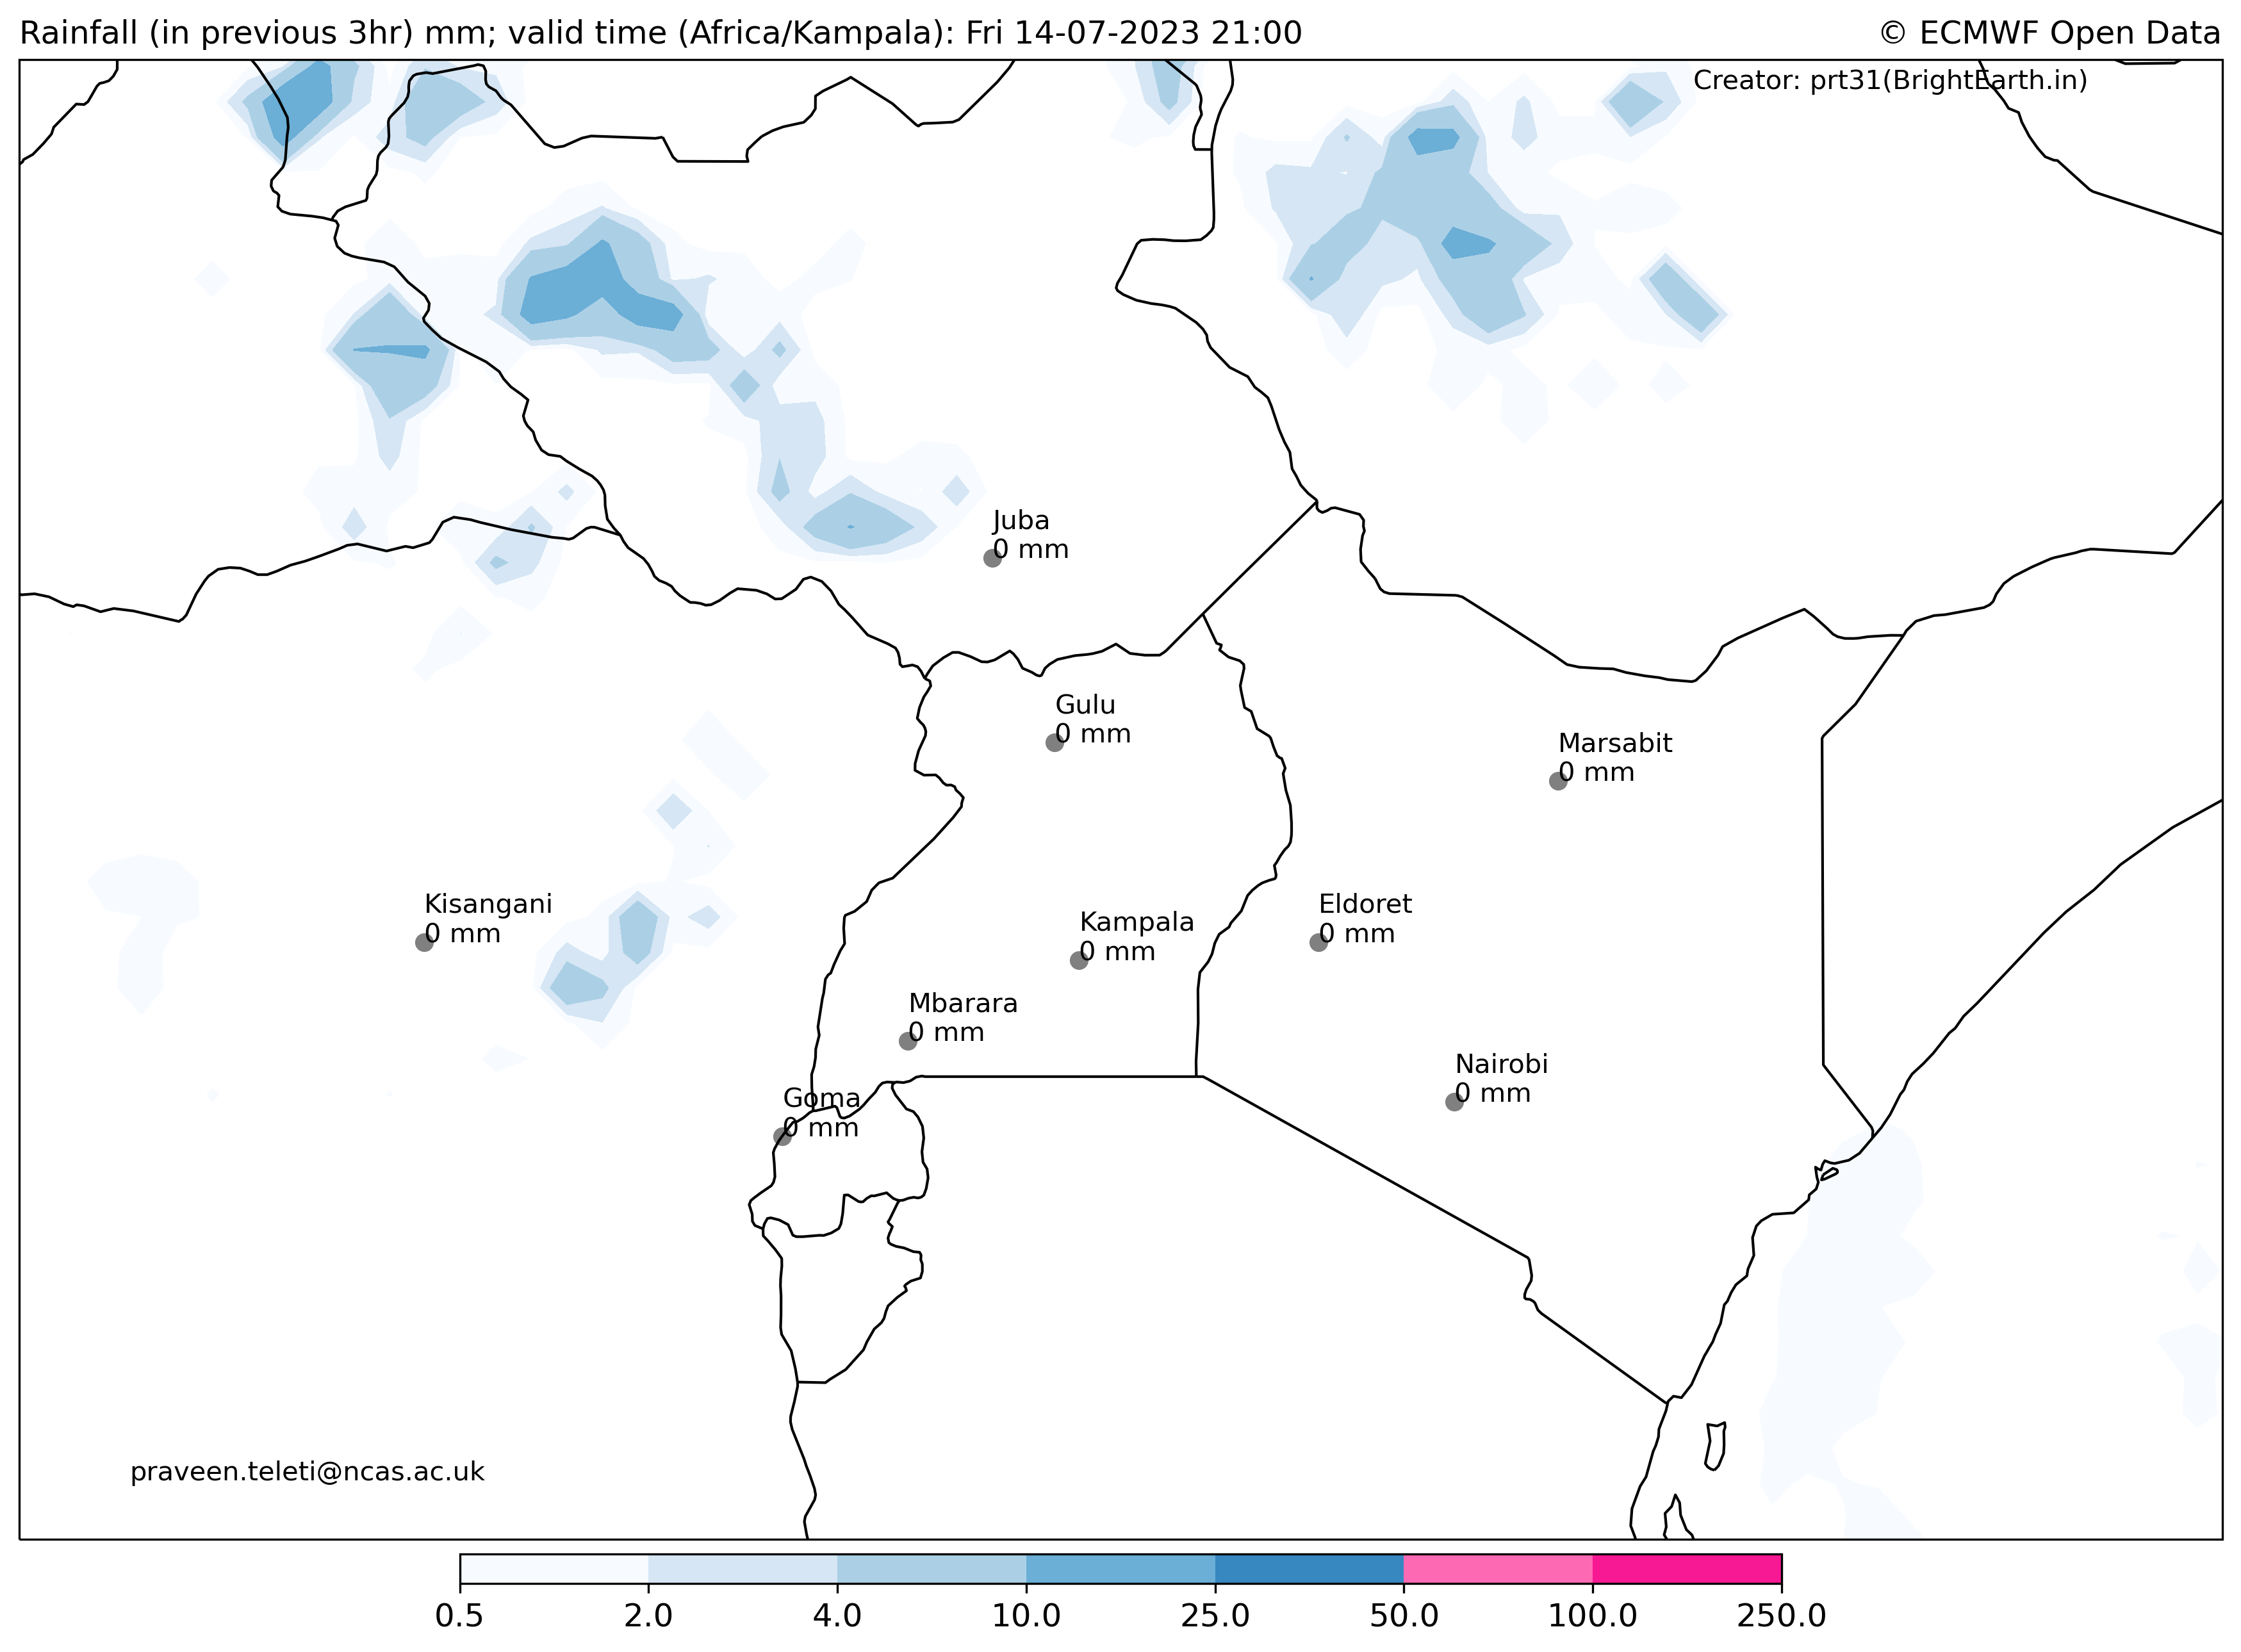 Rainfall (in previous 3hr) mm; valid time (Africa/Kampala): Fri 14-07-2023 21:00
© ECMWF Open Data
Creator: prt31(BrightEarth.in)
Juba
0 mm
Gulu
0 mm
Marsabit
0 mm
Kisangani
0 mm
Kampala
0 mm
Eldoret
0 mm
Mbarara
0 mm
Nairobi
0 mm
Goma
0 mm
praveen.teleti@ncas.ac.uk
0.5 2.0 4.0 10.0 25.0 50.0 100.0 250.0